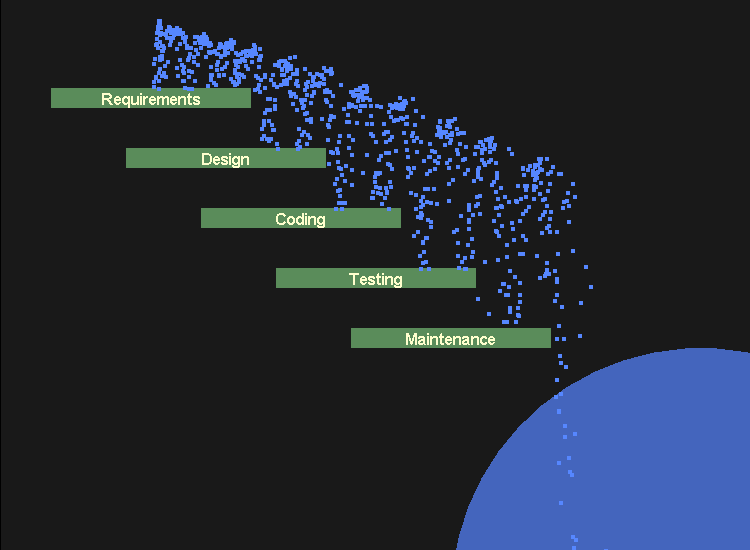 Requirements
Design
Coding
Testing
Maintenance